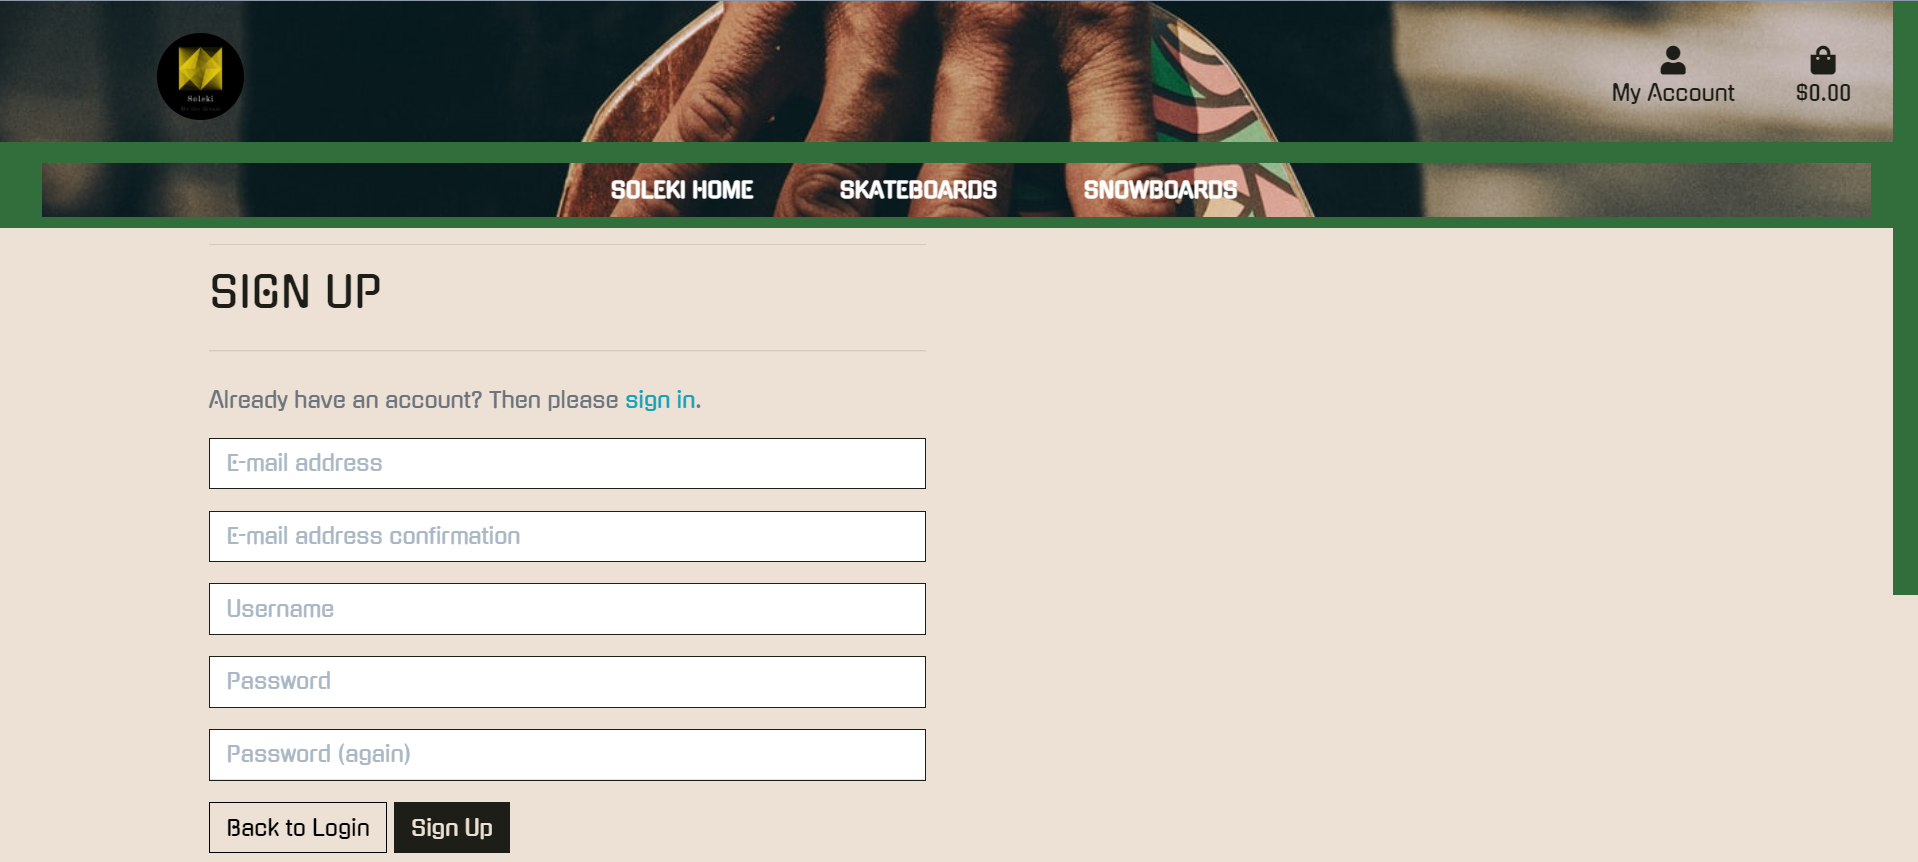 Soleki
My Account
$0.00
SOLEKI HOME
SKATEBOARDS
SNOWBOARDS
SIGN UP
Already have an account? Then please sign in.
E-mail address
E-mail address confirmation
Username
Password
Password (again)
Back to Login
Sign Up